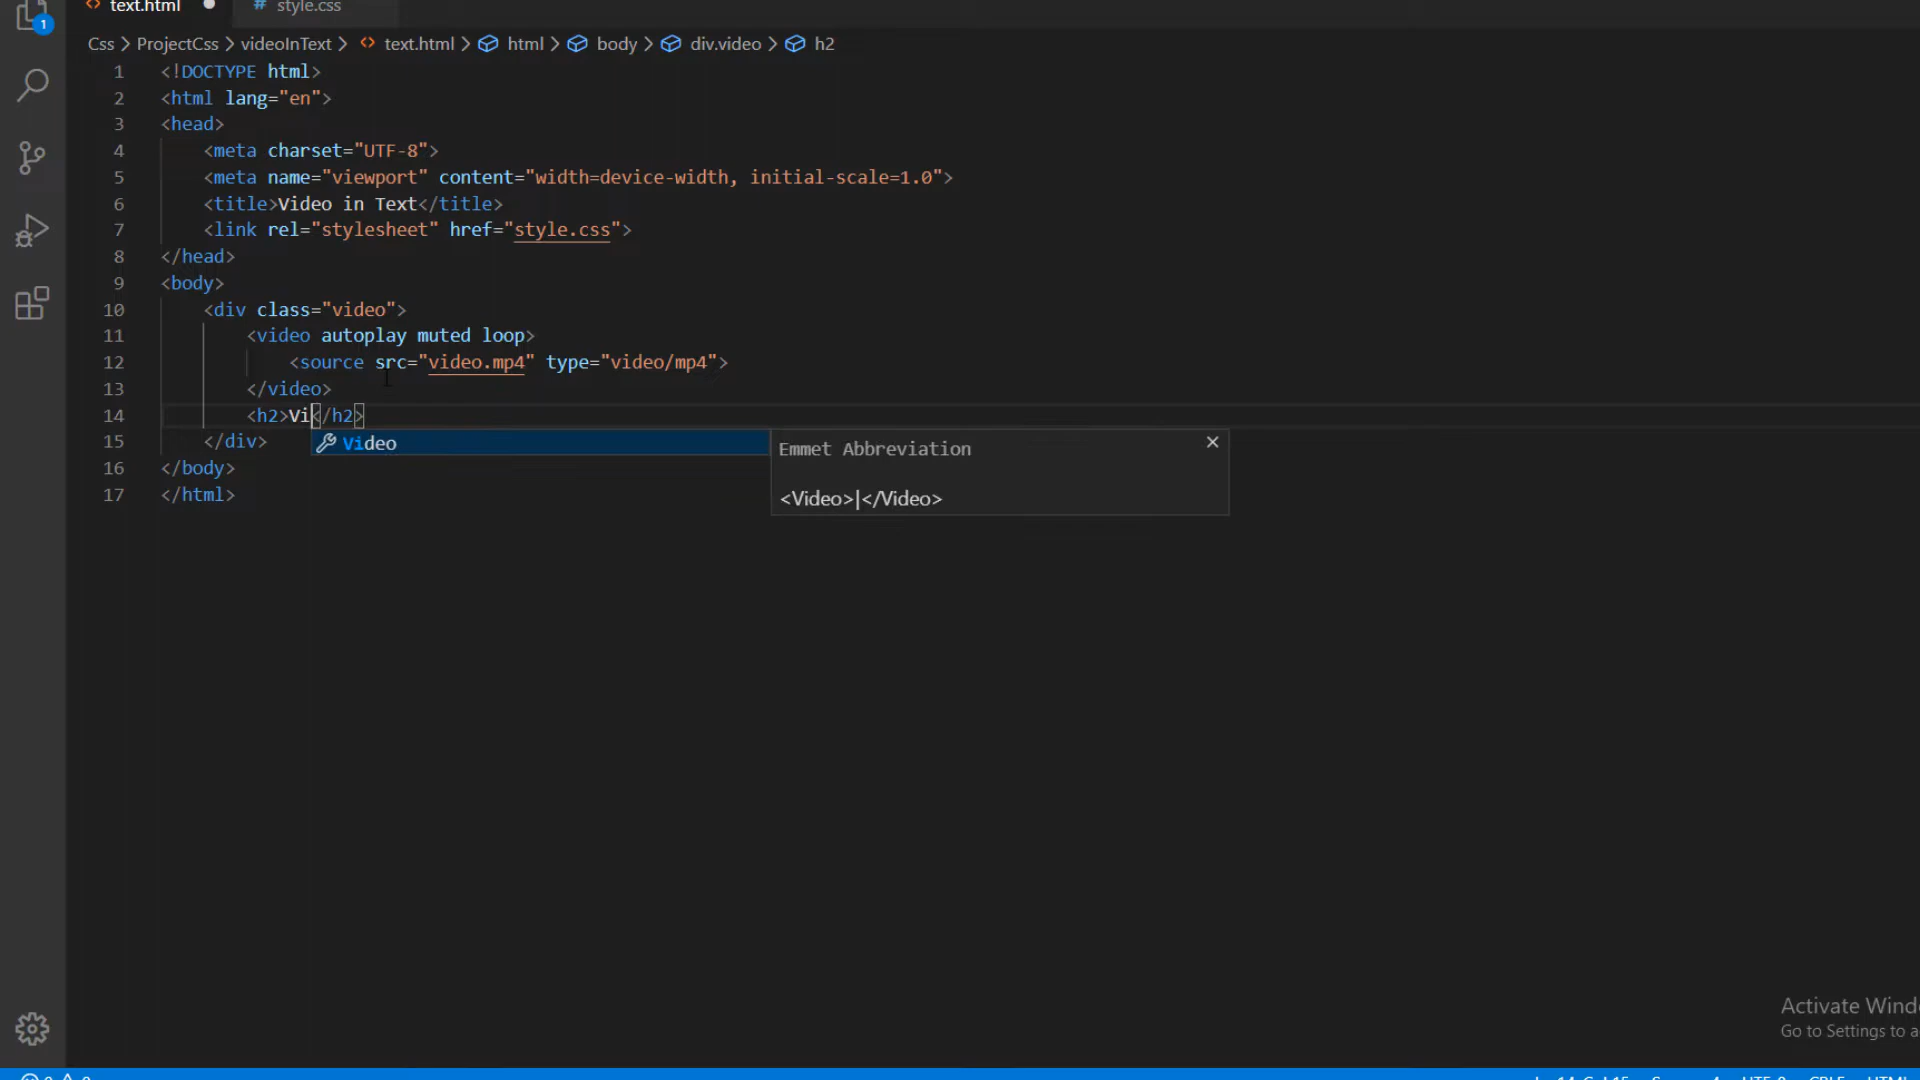 text.html
style.css
1
Css > ProjectCss > videoInText > text.html > html > body > div.video > h2
1 <!DOCTYPE html>
2 <html lang="en">
3 <head>
4 <meta charset="UTF-8">
5 <meta name="viewport" content="width=device-width, initial-scale=1.0">
6 <title>Video in Text</title>
7 <link rel="stylesheet" href="style.css">
8 </head>
9 <body>
10 <div class="video">
11 <video autoplay muted loop>
12 <source src="video.mp4" type="video/mp4">
13 </video>
14 <h2>Vi</h2>
15 </div>
Video
Emmet Abbreviation
<Video>|</Video>
16 </body>
17 </html>
Activate Wind
Go to Settings to a